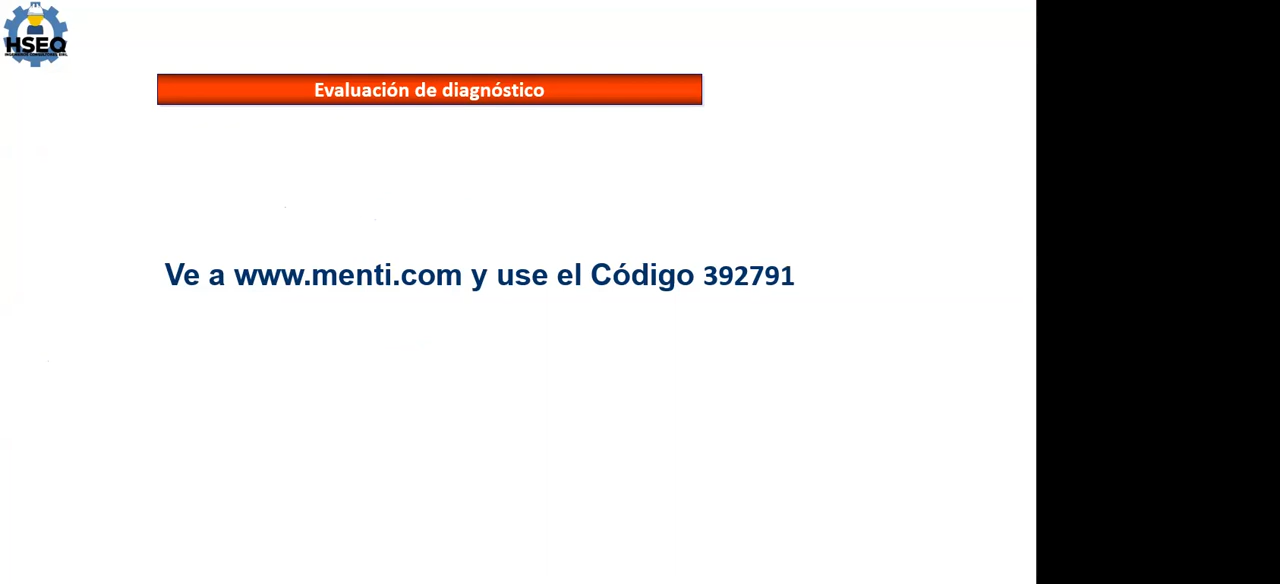 HSEQ
Evaluación de diagnóstico
Ve a www.menti.com y use el Código 392791